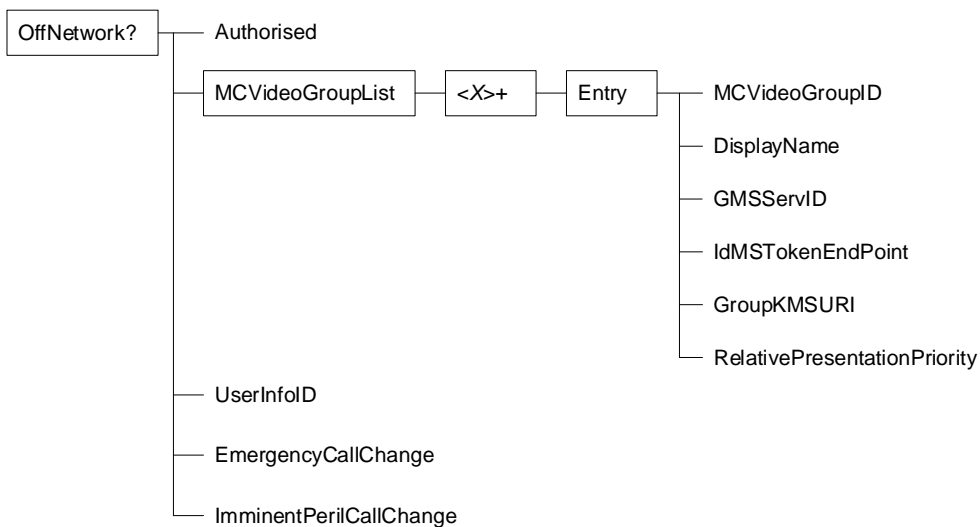 OffNetwork?
Authorised
MCVideoGroupList
<X>+
Entry
MCVideoGroupID
DisplayName
GMSServID
IdMSTokenEndPoint
GroupKMSURI
RelativePresentationPriority
UserInfoID
EmergencyCallChange
ImminentPerilCallChange